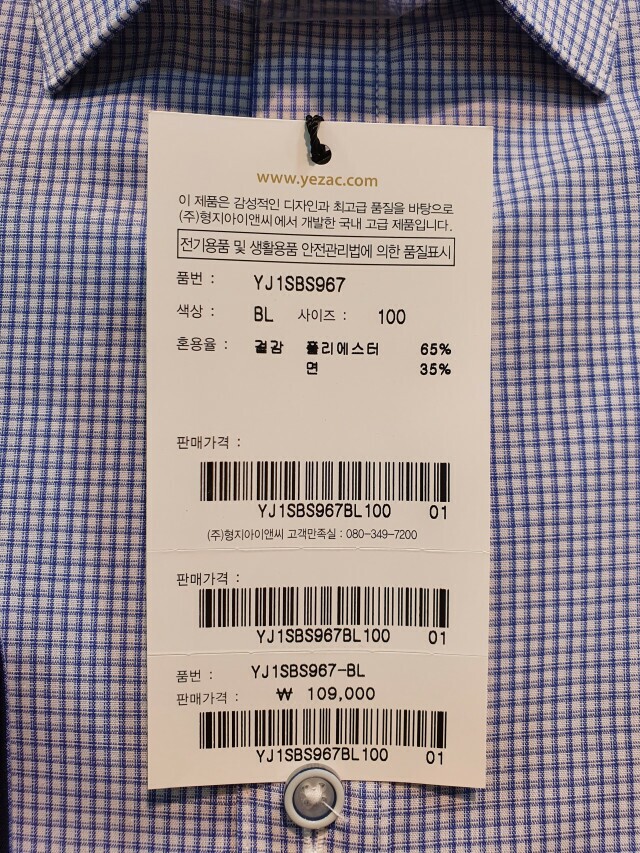 www.yezac.com
이 제품은 감성적인 디자인과 최고급 품질을 바탕으로
(주)형지아이앤씨에서 개발한 국내 고급 제품입니다.
전기용품 및 생활용품 안전관리법에 의한 품질표시
품번 : YJ1SBS967
색상 : BL 사이즈 : 100
혼용율 : 겉감 폴리에스터 65%
면 35%
판매가격 :
YJ1SBS967BL100 01
(주)형지아이앤씨 고객만족실 : 080-349-7200
판매가격 :
YJ1SBS967BL100 01
품번 : YJ1SBS967-BL
판매가격 : ₩ 109,000
YJ1SBS967BL100 01